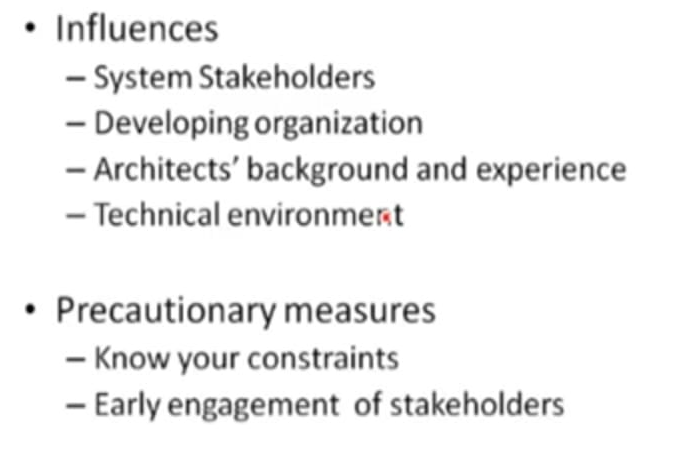 • Influences
– System Stakeholders
– Developing organization
– Architects’ background and experience
– Technical environment
• Precautionary measures
– Know your constraints
– Early engagement of stakeholders